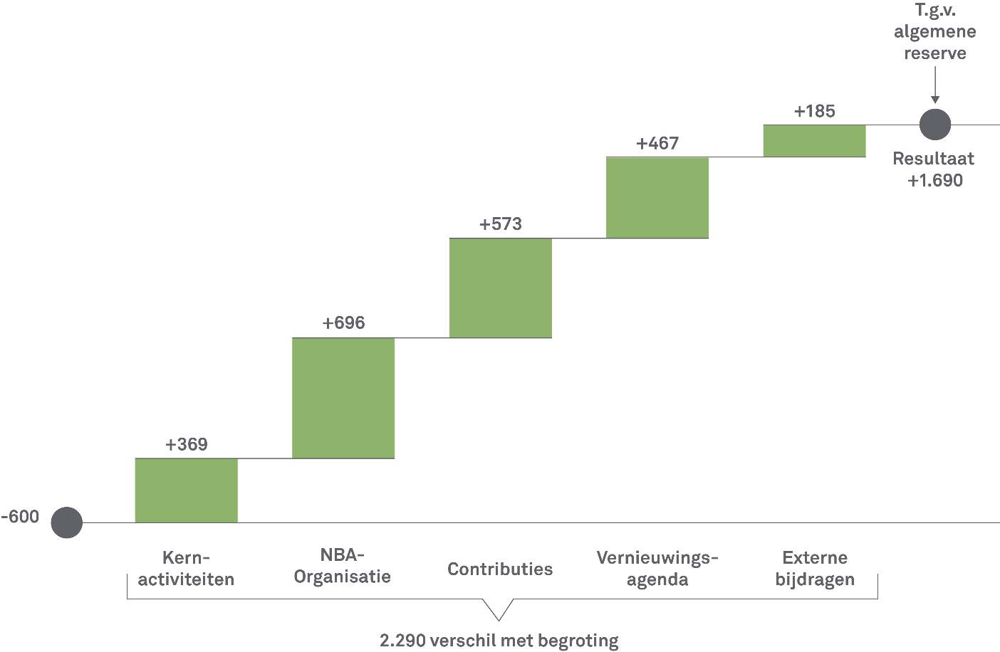 T.g.v.
algemene
reserve
+185
+467
Resultaat
+1.690
+573
+696
+369
-600
Kern-
activiteiten
NBA-
Organisatie
Contributies
Vernieuwings-
agenda
Externe
bijdragen
2.290 verschil met begroting